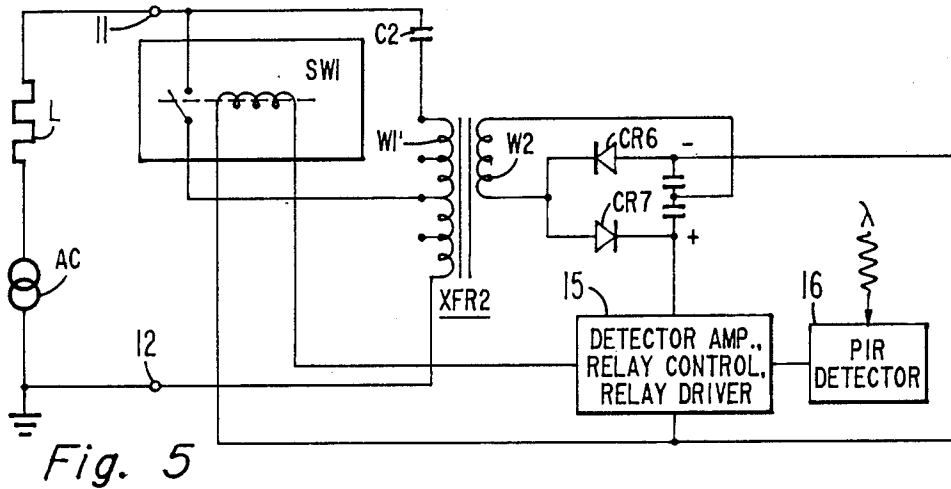 11
C2
SW1
L
W1'
W2
CR6
-
CR7
+
λ
AC
XFR2
15
16
DETECTOR AMP.,
RELAY CONTROL,
RELAY DRIVER
PIR
DETECTOR
12
Fig. 5